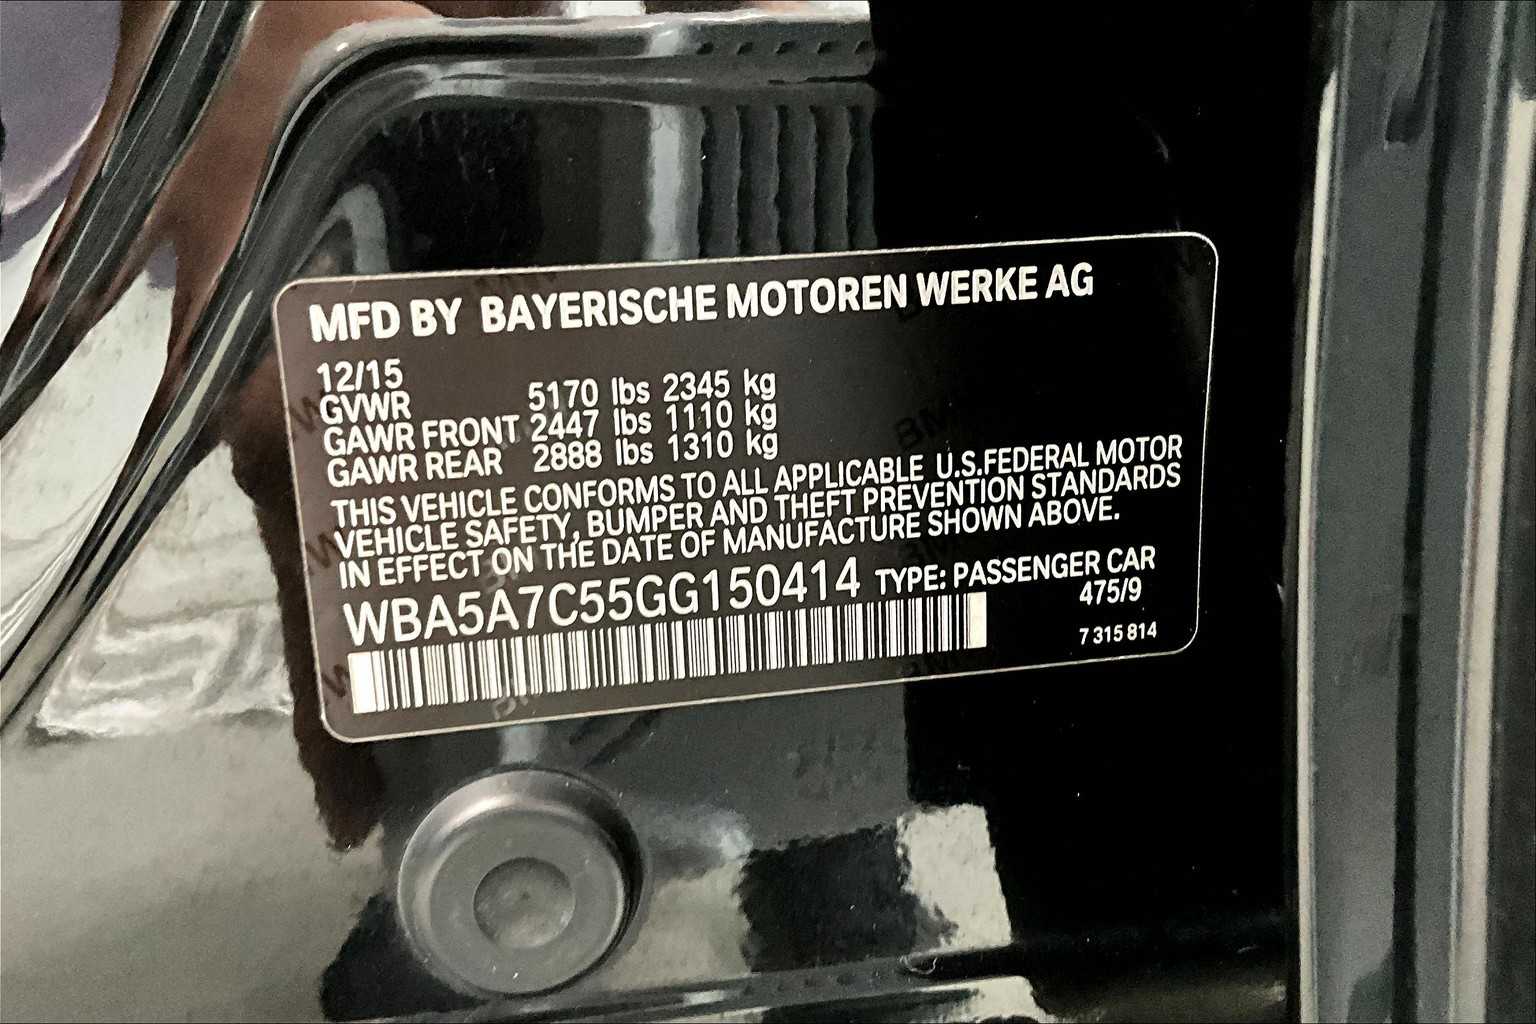 MFD BY BAYERISCHE MOTOREN WERKE AG
12/15
GVWR 5170 lbs 2345 kg
GAWR FRONT 2447 lbs 1110 kg
GAWR REAR 2888 lbs 1310 kg
THIS VEHICLE CONFORMS TO ALL APPLICABLE U.S.FEDERAL MOTOR
VEHICLE SAFETY, BUMPER AND THEFT PREVENTION STANDARDS
IN EFFECT ON THE DATE OF MANUFACTURE SHOWN ABOVE.
WBA5A7C55GG150414 TYPE: PASSENGER CAR
475/9
7 315 814